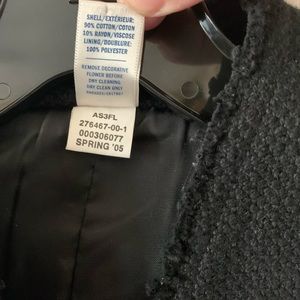 SHELL/EXTÉRIEUR:
90% COTTON/COTON
10% RAYON/VISCOSE
LINING/DOUBLURE:
100% POLYESTER
REMOVE DECORATIVE
FLOWER BEFORE
DRY CLEANING
DRY CLEAN ONLY
AS3FL
276467-00-1
000306077
SPRING '05